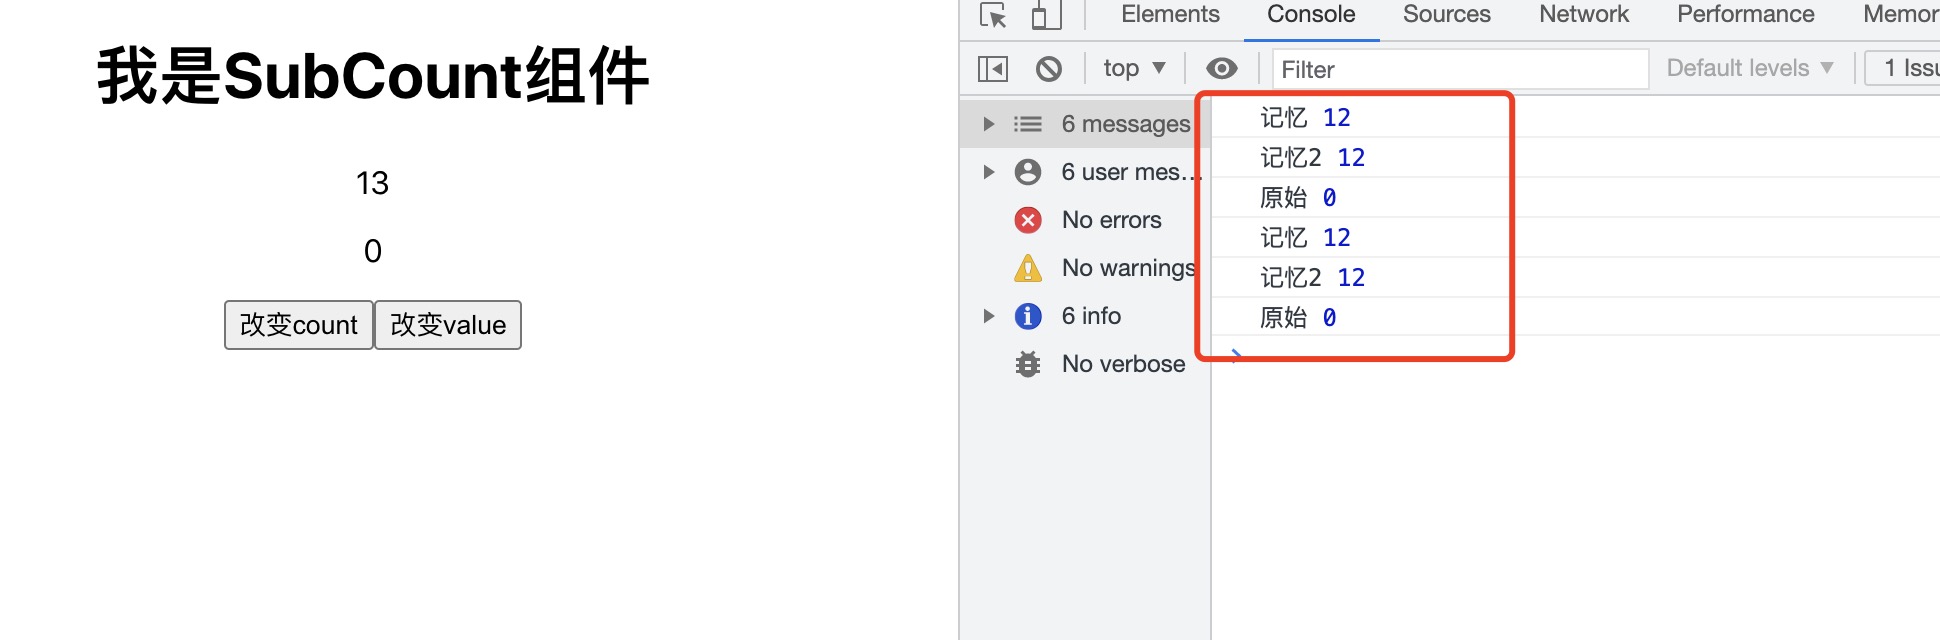 我是SubCount组件
13
0
改变count 改变value
Elements Console Sources Network Performance
top Filter Default levels
6 messages
6 user mes...
No errors
No warnings
6 info
No verbose
记忆 12
记忆2 12
原始 0
记忆 12
记忆2 12
原始 0